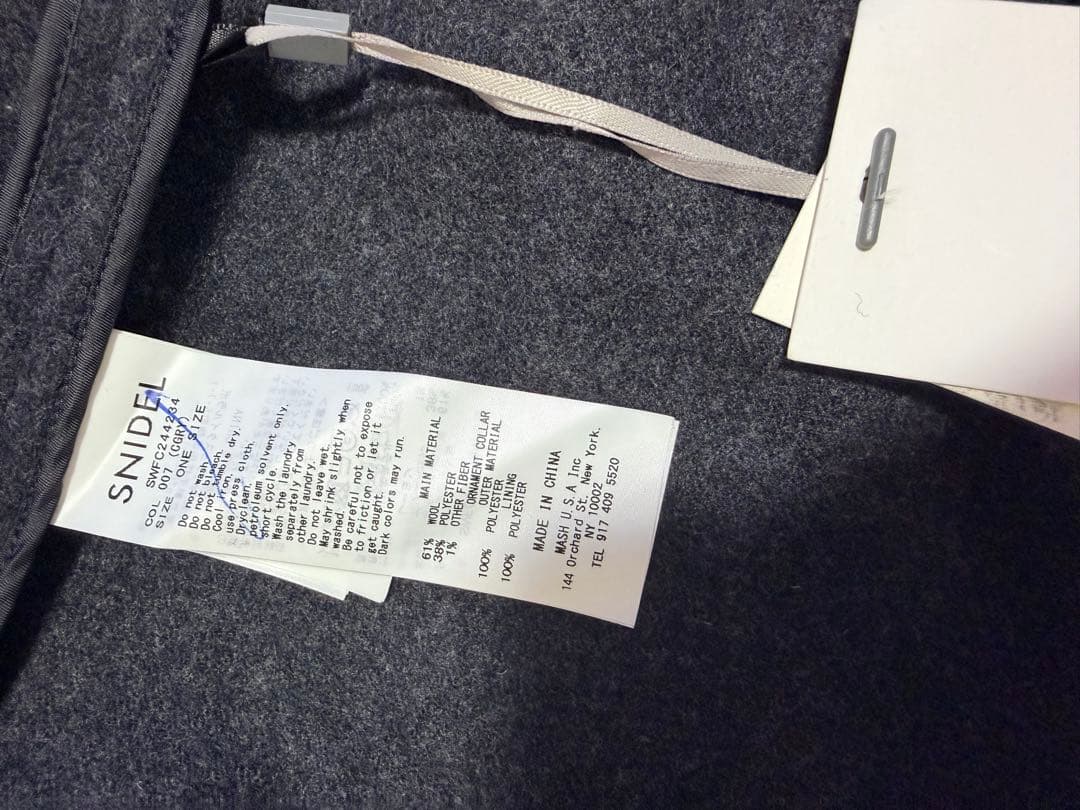 SNIDEL
SWFC244234
COL 007 (CGRY)
SIZE ONE SIZE
Do not wash.
Do not bleach.
Do not tumble dry.
Cool iron.
use press cloth.
Dryclean.
petroleum solvent only.
short cycle.
Wash the laundry
separately from
other laundry.
Do not leave wet.
May shrink slightly when
washed.
Be careful not to expose
to friction or let it
get caught.
Dark colors may run.
MAIN MATERIAL
61% WOOL
38% POLYESTER
1% OTHER FIBER
ORNAMENT COLLAR
OUTER MATERIAL
100% POLYESTER
LINING
100% POLYESTER
MADE IN CHINA
MASH U.S.A Inc
144 Orchard St. New York.
NY 10002
TEL 917 409 5520